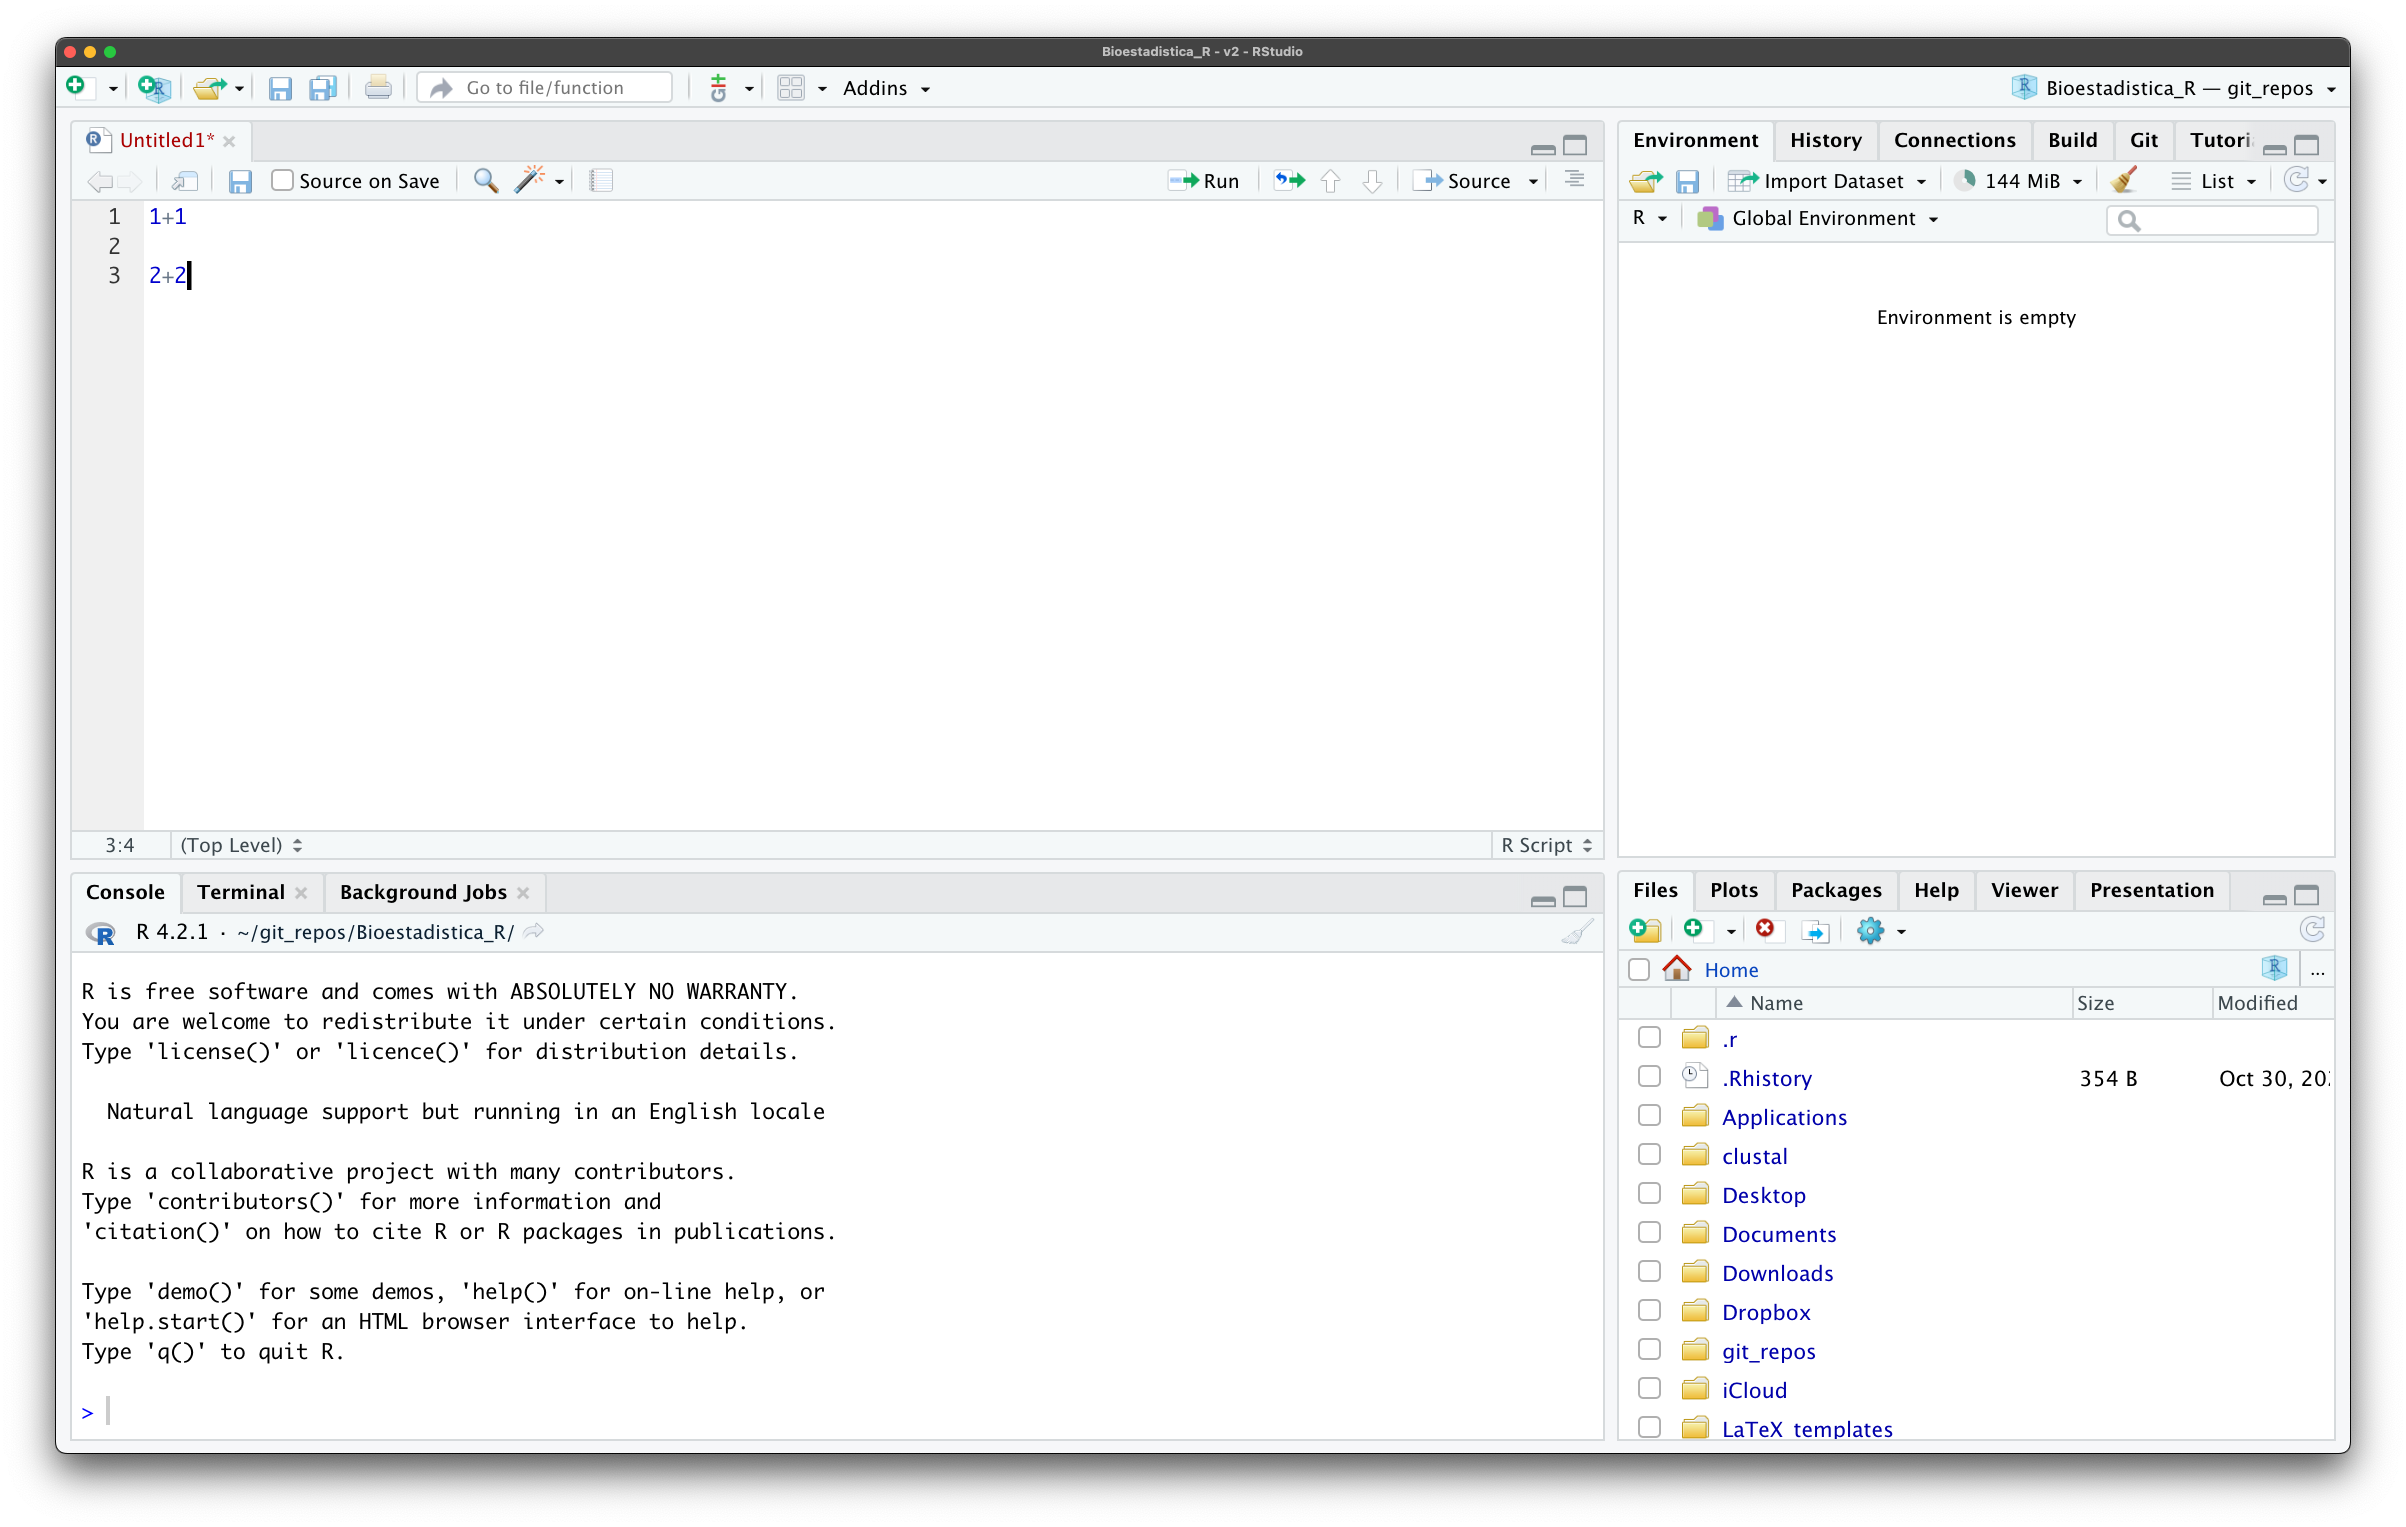 Bioestadistica_R - v2 - RStudio
Go to file/function
Addins
Bioestadistica_R — git_repos
Untitled1*
Source on Save
Run
Source
1 1+1
2
3 2+2
3:4 (Top Level)
R Script
Environment History Connections Build Git Tutori
Import Dataset 144 MiB List
R Global Environment
Environment is empty
Console Terminal Background Jobs
R 4.2.1 · ~/git_repos/Bioestadistica_R/
R is free software and comes with ABSOLUTELY NO WARRANTY.
You are welcome to redistribute it under certain conditions.
Type 'license()' or 'licence()' for distribution details.
Natural language support but running in an English locale
R is a collaborative project with many contributors.
Type 'contributors()' for more information and
'citation()' on how to cite R or R packages in publications.
Type 'demo()' for some demos, 'help()' for on-line help, or
'help.start()' for an HTML browser interface to help.
Type 'q()' to quit R.
>
Files Plots Packages Help Viewer Presentation
Home ...
Name Size Modified
.r
.Rhistory 354 B Oct 30, 20
Applications
clustal
Desktop
Documents
Downloads
Dropbox
git_repos
iCloud
LaTeX_templates